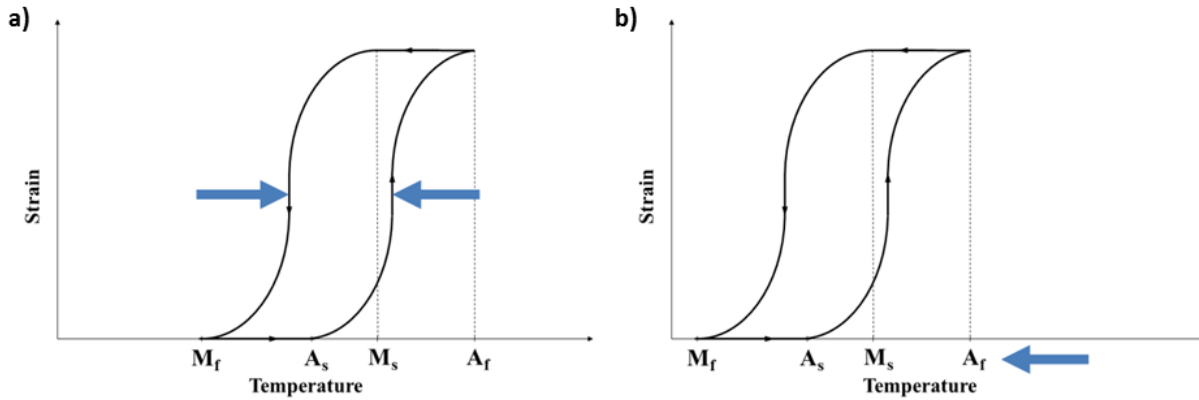 a)
Strain
Mf As Ms Af
Temperature
b)
Strain
Mf As Ms Af
Temperature